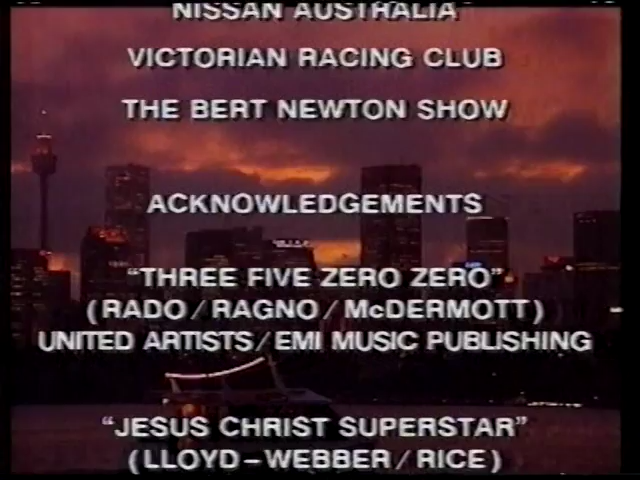 NISSAN AUSTRALIA
VICTORIAN RACING CLUB
THE BERT NEWTON SHOW
ACKNOWLEDGEMENTS
"THREE FIVE ZERO ZERO"
(RADO/RAGNO/McDERMOTT)
UNITED ARTISTS/EMI MUSIC PUBLISHING
"JESUS CHRIST SUPERSTAR"
(LLOYD-WEBBER/RICE)